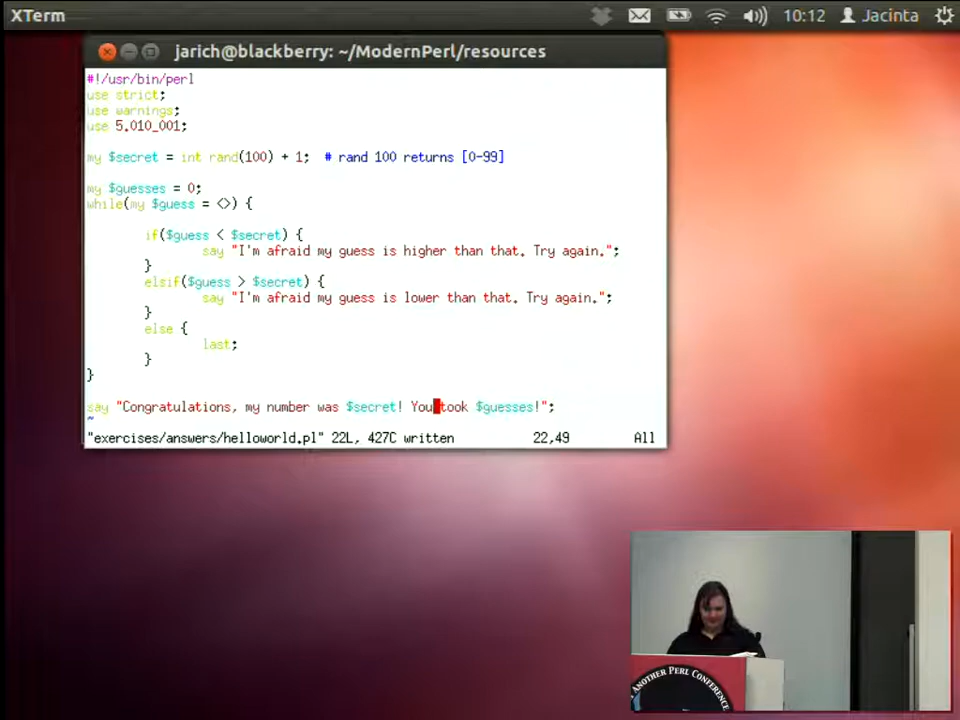 XTerm
10:12 Jacinta
jarich@blackberry: ~/ModernPerl/resources
#!/usr/bin/perl
use strict;
use warnings;
use 5.010_001;
my $secret = int rand(100) + 1;  # rand 100 returns [0-99]
my $guesses = 0;
while(my $guess = <>) {
if($guess < $secret) {
say "I'm afraid my guess is higher than that. Try again.";
}
elsif($guess > $secret) {
say "I'm afraid my guess is lower than that. Try again.";
}
else {
last;
}
}
say "Congratulations, my number was $secret! You took $guesses!";
~
"exercises/answers/helloworld.pl" 22L, 427C written 22,49 All
ANOTHER PERL CONFERENCE